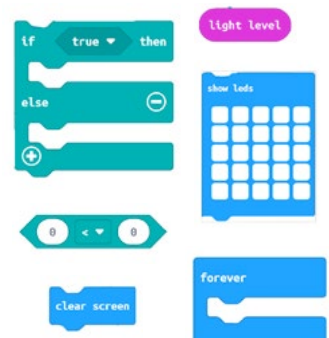 if true then
light level
show leds
else
0 < 0
forever
clear screen